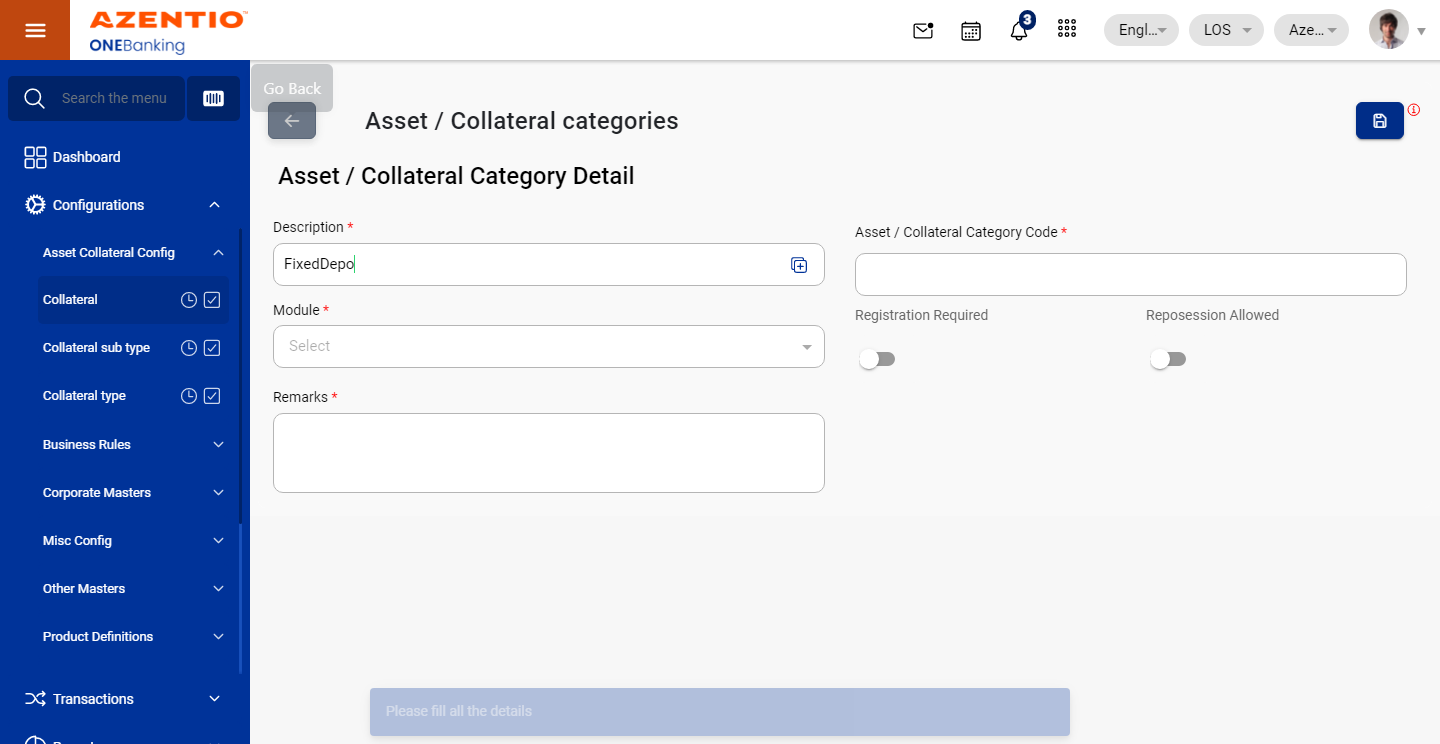 AZENTIO™
ONEBanking
3
Engl...
LOS
Aze...
Search the menu
Go Back
Asset / Collateral categories
Dashboard
Asset / Collateral Category Detail
Configurations
Description *
Asset / Collateral Category Code *
Asset Collateral Config
FixedDepo
Collateral
Module *
Registration Required
Reposession Allowed
Collateral sub type
Select
Collateral type
Remarks *
Business Rules
Corporate Masters
Misc Config
Other Masters
Product Definitions
Transactions
Please fill all the details